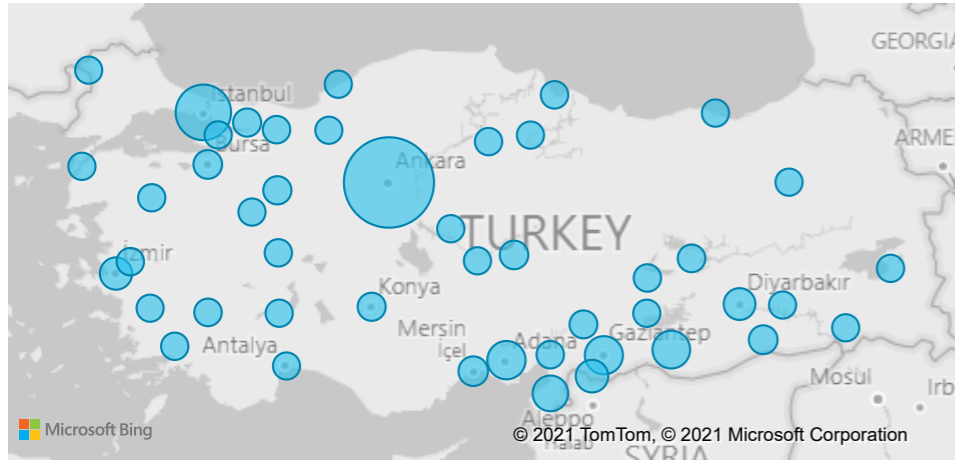 GEORGIA
Istanbul
ARME
Bursa
Ankara
TURKEY
İzmir
Konya
Diyarbakır
Mersin
İçel
Adana
Gaziantep
Antalya
Mosul
Irb
Aleppo
Halab
SYRIA
Microsoft Bing
© 2021 TomTom, © 2021 Microsoft Corporation